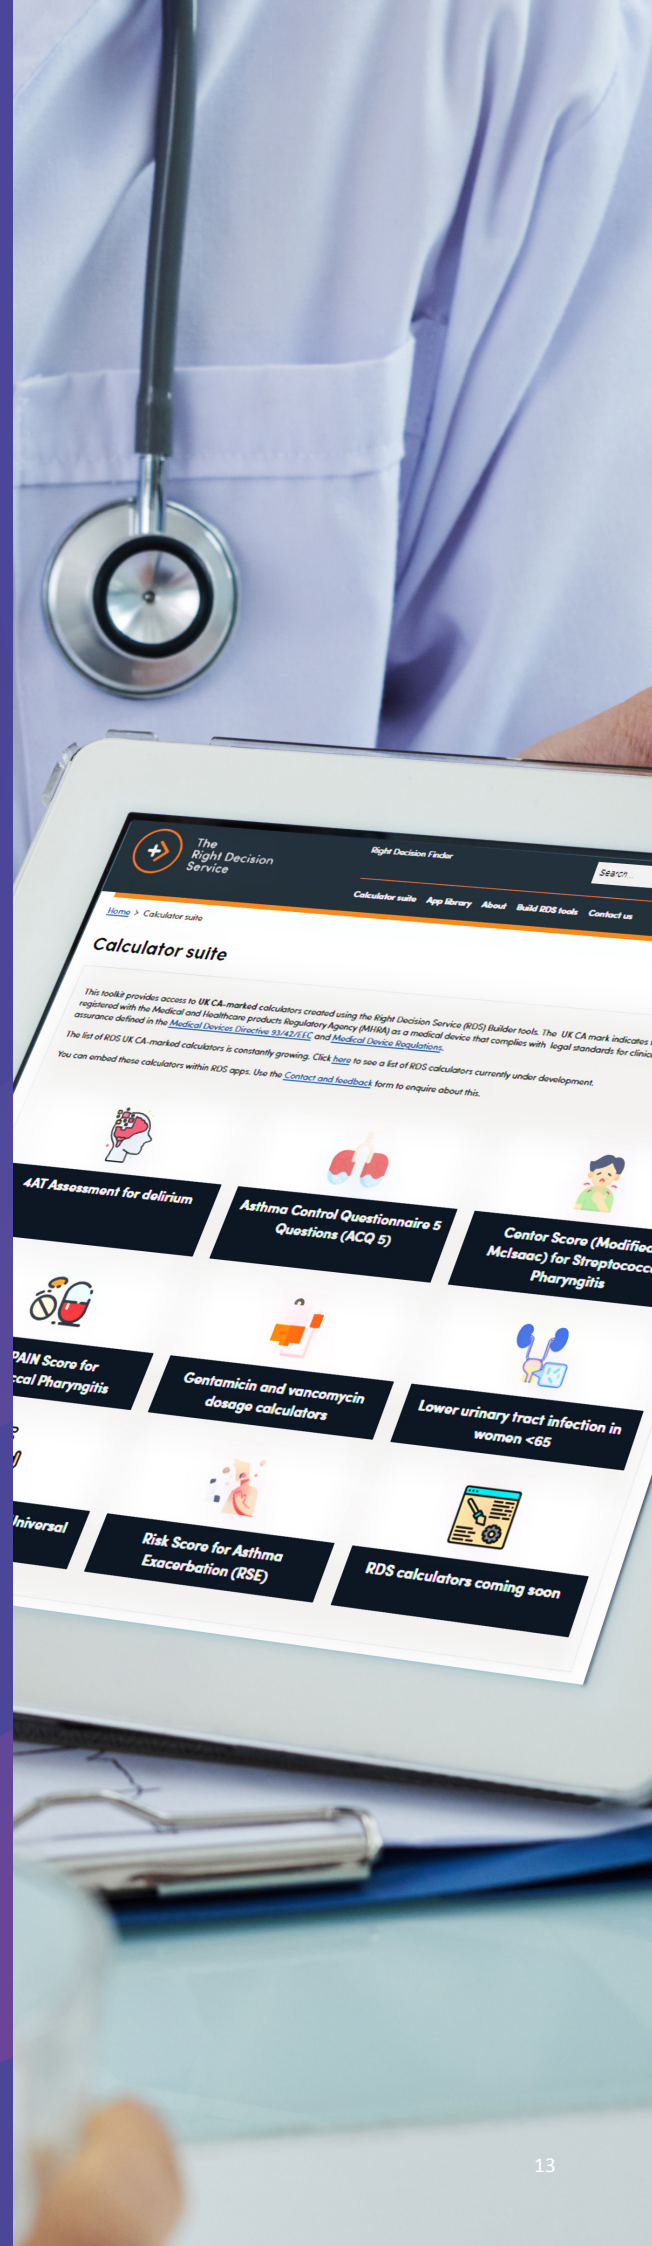 The
Right Decision
Service
Right Decision Finder
Search...
Calculator suite App library About Build RDS tools Contact us
Home > Calculator suite
Calculator suite
This toolkit provides access to UK CA-marked calculators created using the Right Decision Service (RDS) Builder tools. The UK CA mark indicates
registered with the Medical and Healthcare products Regulatory Agency (MHRA) as a medical device that complies with legal standards for clinic
assurance defined in the Medical Devices Directive 93/42/EEC and Medical Device Regulations.
The list of RDS UK CA-marked calculators is constantly growing. Click here to see a list of RDS calculators currently under development.
You can embed these calculators within RDS apps. Use the Contact and feedback form to enquire about this.
4AT Assessment for delirium
Asthma Control Questionnaire 5
Questions (ACQ 5)
Centor Score (Modified
McIsaac) for Streptococca
Pharyngitis
PAIN Score for
ccal Pharyngitis
Gentamicin and vancomycin
dosage calculators
Lower urinary tract infection in
women <65
Universal
Risk Score for Asthma
Exacerbation (RSE)
RDS calculators coming soon
13